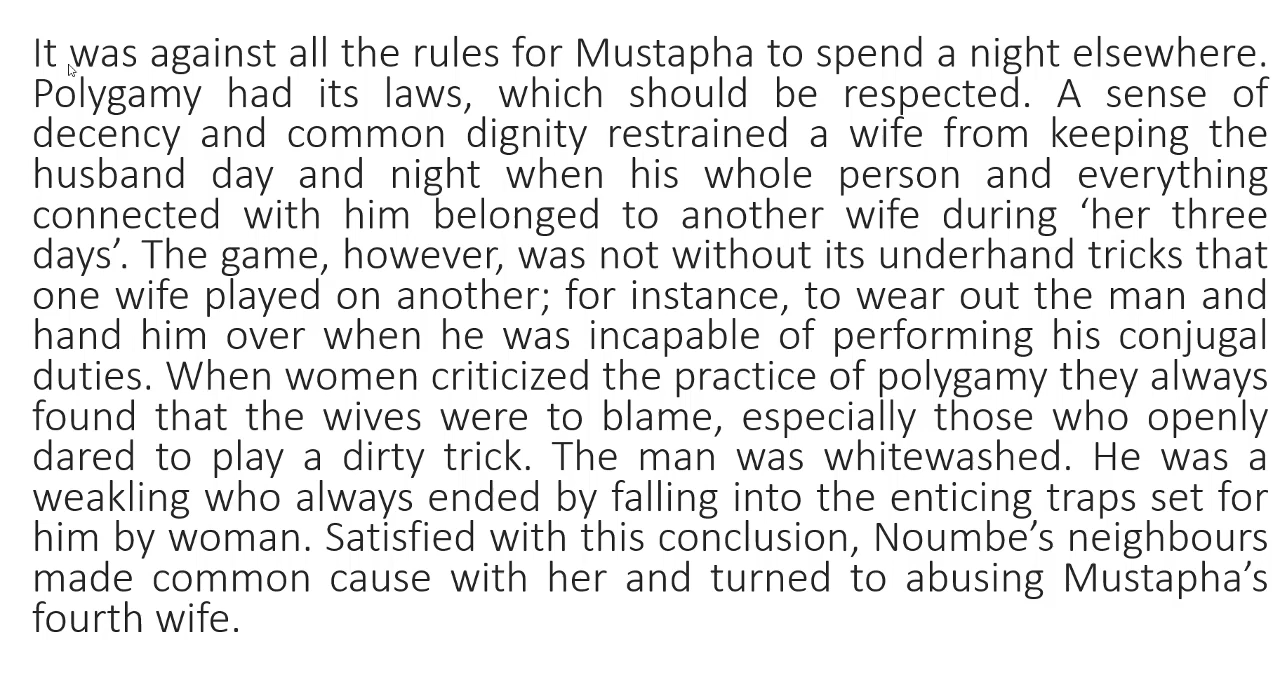 It was against all the rules for Mustapha to spend a night elsewhere.
Polygamy had its laws, which should be respected. A sense of
decency and common dignity restrained a wife from keeping the
husband day and night when his whole person and everything
connected with him belonged to another wife during ‘her three
days’. The game, however, was not without its underhand tricks that
one wife played on another; for instance, to wear out the man and
hand him over when he was incapable of performing his conjugal
duties. When women criticized the practice of polygamy they always
found that the wives were to blame, especially those who openly
dared to play a dirty trick. The man was whitewashed. He was a
weakling who always ended by falling into the enticing traps set for
him by woman. Satisfied with this conclusion, Noumbe’s neighbours
made common cause with her and turned to abusing Mustapha’s
fourth wife.